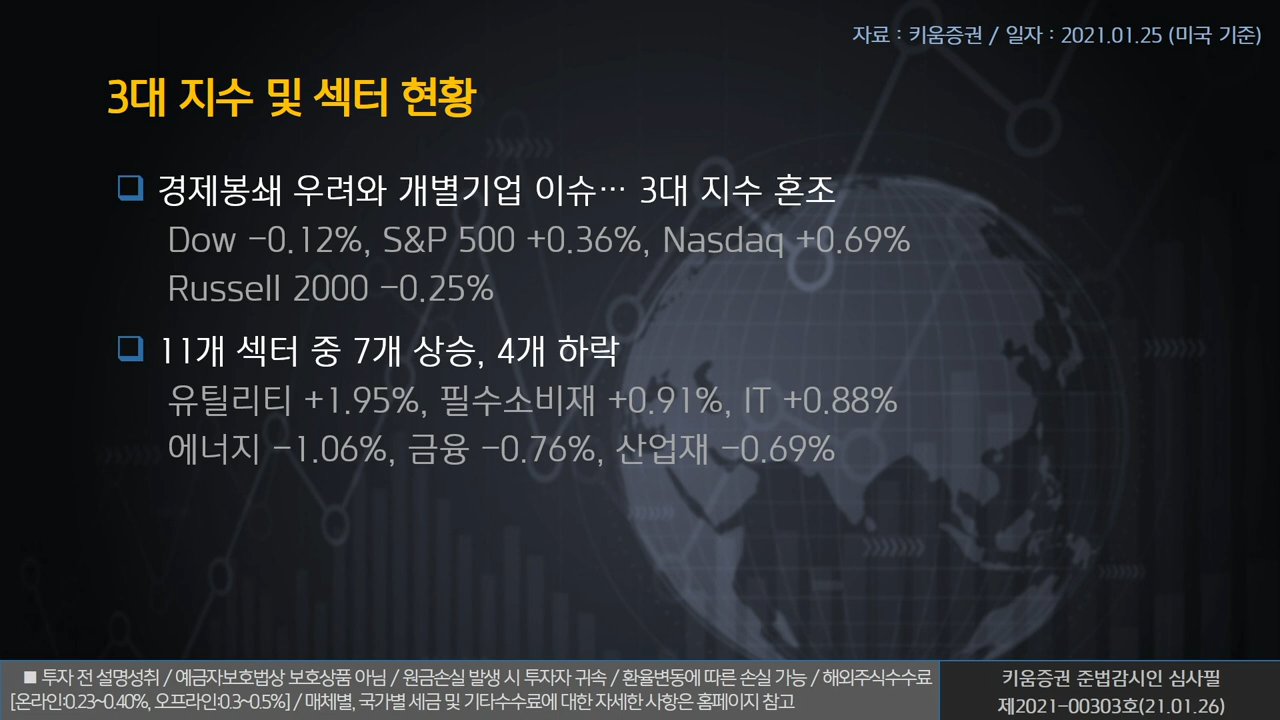 자료 : 키움증권 / 일자 : 2021.01.25 (미국 기준)
3대 지수 및 섹터 현황
❑ 경제봉쇄 우려와 개별기업 이슈… 3대 지수 혼조
Dow -0.12%, S&P 500 +0.36%, Nasdaq +0.69%
Russell 2000 -0.25%
❑ 11개 섹터 중 7개 상승, 4개 하락
유틸리티 +1.95%, 필수소비재 +0.91%, IT +0.88%
에너지 -1.06%, 금융 -0.76%, 산업재 -0.69%
■ 투자 전 설명성취 / 예금자보호법상 보호상품 아님 / 원금손실 발생 시 투자자 귀속 / 환율변동에 따른 손실 가능 / 해외주식수수료
[온라인:0.23~0.40%, 오프라인:0.3~0.5%] / 매체별, 국가별 세금 및 기타수수료에 대한 자세한 사항은 홈페이지 참고
키움증권 준법감시인 심사필
제2021-00303호(21.01.26)